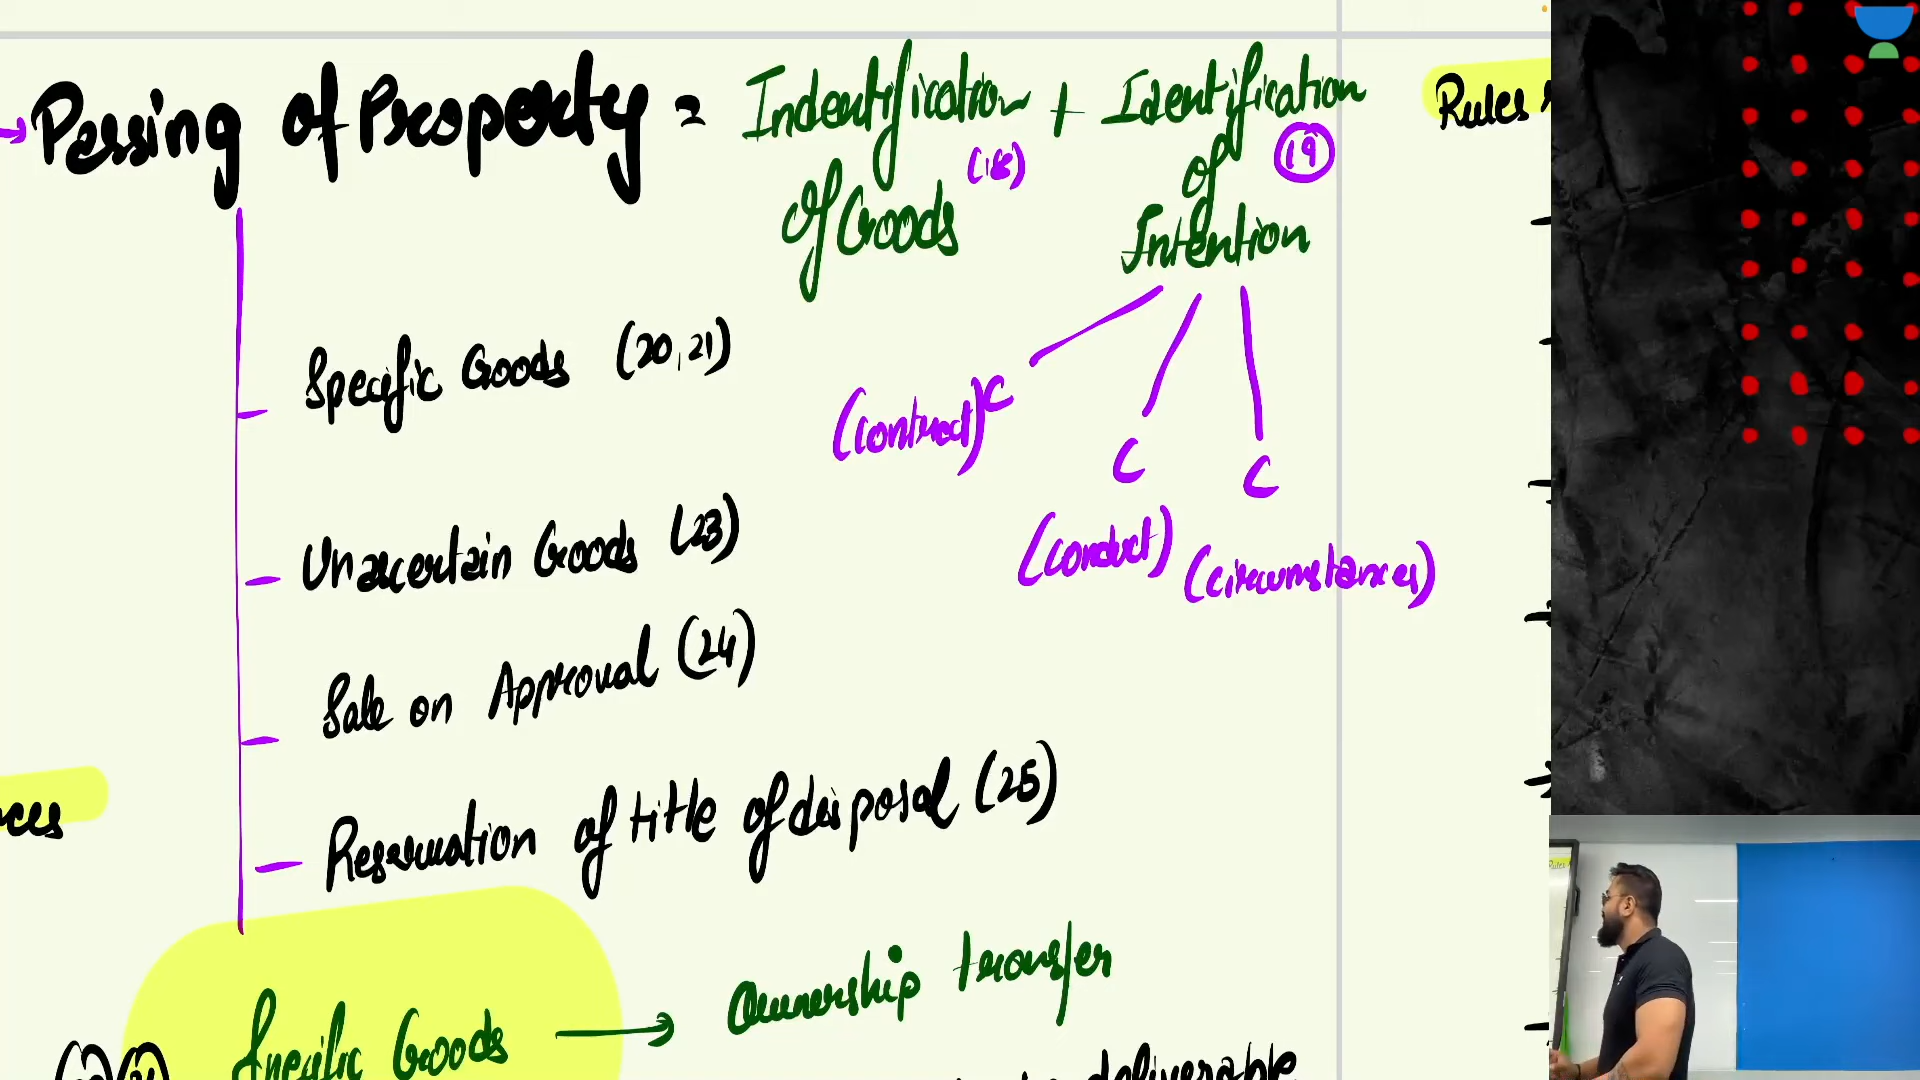 Passing of Property = Indentification + Identification
of Goods (18) of (19)
Intention
Specific Goods (20,21)
(contract) C
C C
Unascertain Goods (23)
(conduct) (circumstances)
Sale on Approval (24)
Reservation of title of disposal (25)
Specific Goods → Ownership transfer
deliverable
Rules